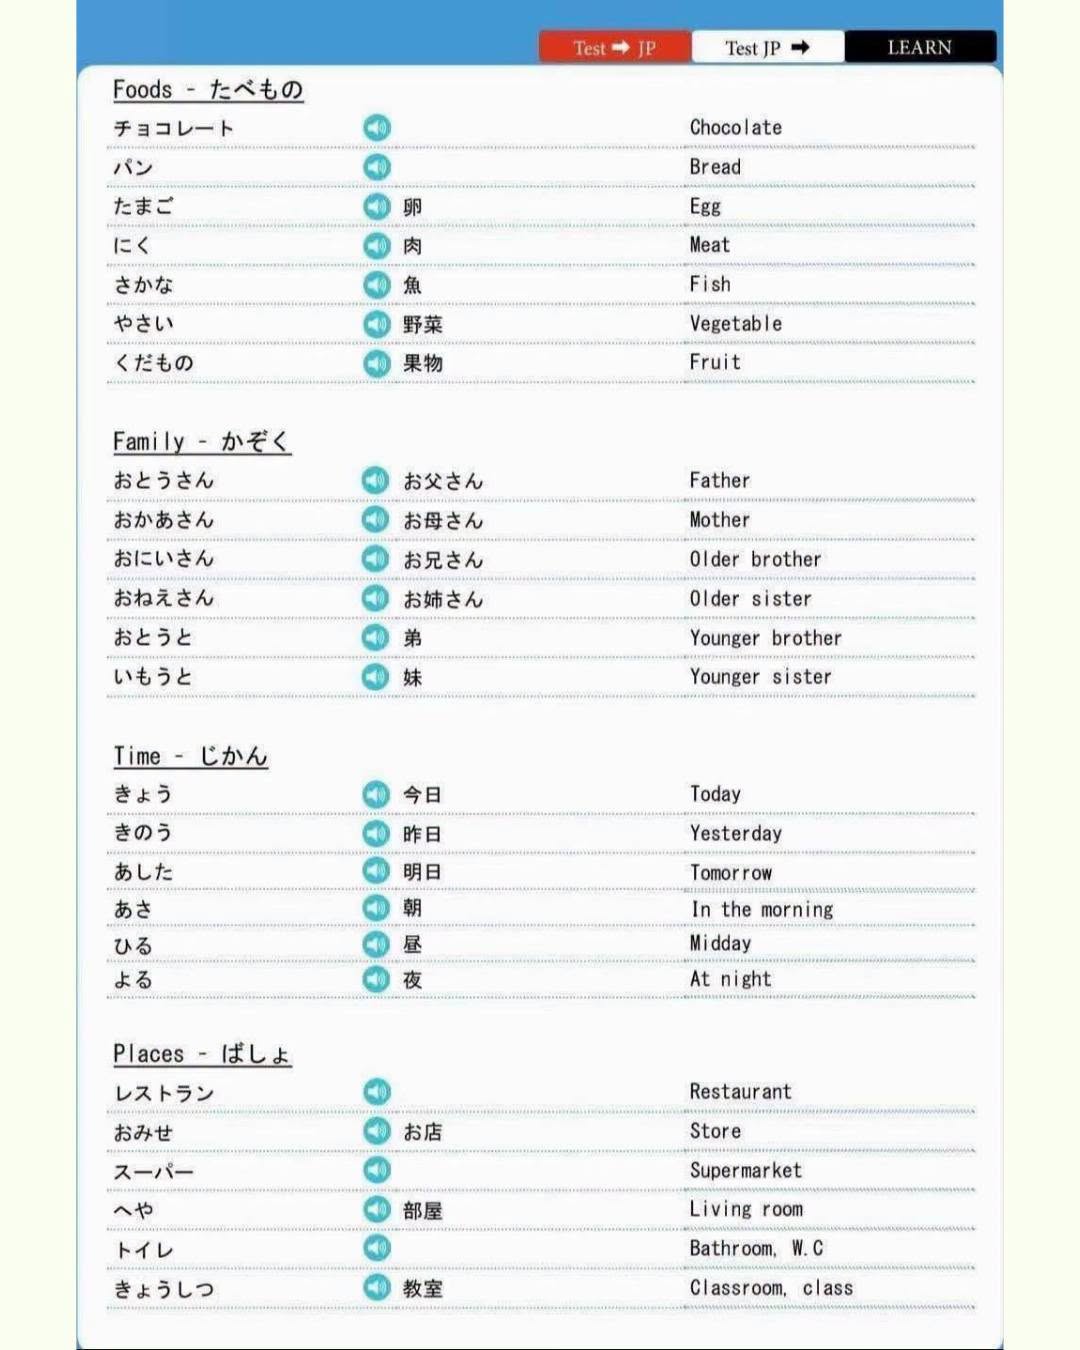 Test ➡ JP Test JP ➡ LEARN
Foods - たべもの
チョコレート Chocolate
パン Bread
たまご 卵 Egg
にく 肉 Meat
さかな 魚 Fish
やさい 野菜 Vegetable
くだもの 果物 Fruit
Family - かぞく
おとうさん お父さん Father
おかあさん お母さん Mother
おにいさん お兄さん Older brother
おねえさん お姉さん Older sister
おとうと 弟 Younger brother
いもうと 妹 Younger sister
Time - じかん
きょう 今日 Today
きのう 昨日 Yesterday
あした 明日 Tomorrow
あさ 朝 In the morning
ひる 昼 Midday
よる 夜 At night
Places - ばしょ
レストラン Restaurant
おみせ お店 Store
スーパー Supermarket
へや 部屋 Living room
トイレ Bathroom, W.C
きょうしつ 教室 Classroom, class